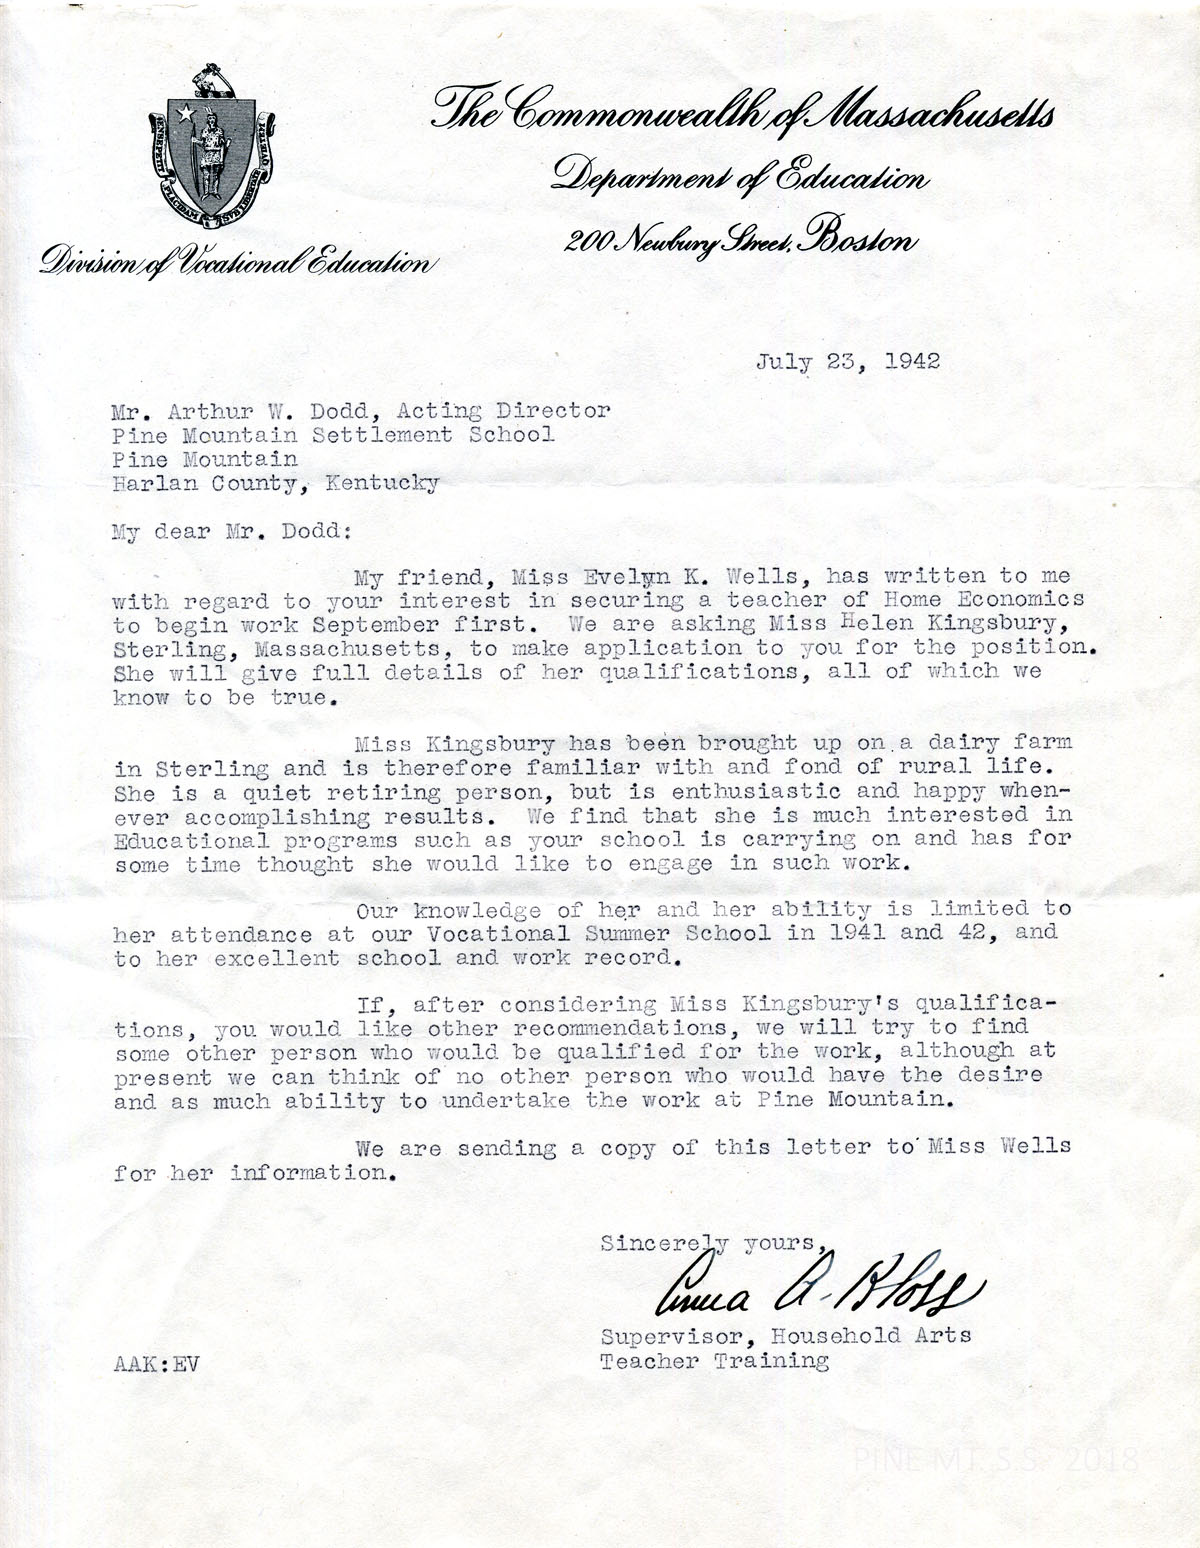 The Commonwealth of Massachusetts
Department of Education
200 Newbury Street, Boston
ENSE PETIT PLACIDAM SVB LIBERTATE QVIETEM
Division of Vocational Education
July 23, 1942
Mr. Arthur W. Dodd, Acting Director
Pine Mountain Settlement School
Pine Mountain
Harlan County, Kentucky
My dear Mr. Dodd:
My friend, Miss Evelyn K. Wells, has written to me
with regard to your interest in securing a teacher of Home Economics
to begin work September first. We are asking Miss Helen Kingsbury,
Sterling, Massachusetts, to make application to you for the position.
She will give full details of her qualifications, all of which we
know to be true.
Miss Kingsbury has been brought up on a dairy farm
in Sterling and is therefore familiar with and fond of rural life.
She is a quiet retiring person, but is enthusiastic and happy when-
ever accomplishing results. We find that she is much interested in
Educational programs such as your school is carrying on and has for
some time thought she would like to engage in such work.
Our knowledge of her and her ability is limited to
her attendance at our Vocational Summer School in 1941 and 42, and
to her excellent school and work record.
If, after considering Miss Kingsbury's qualifica-
tions, you would like other recommendations, we will try to find
some other person who would be qualified for the work, although at
present we can think of no other person who would have the desire
and as much ability to undertake the work at Pine Mountain.
We are sending a copy of this letter to Miss Wells
for her information.
Sincerely yours,
Anna A. Kloss
Supervisor, Household Arts
Teacher Training
AAK:EV
PINE MT. S.S. 2018